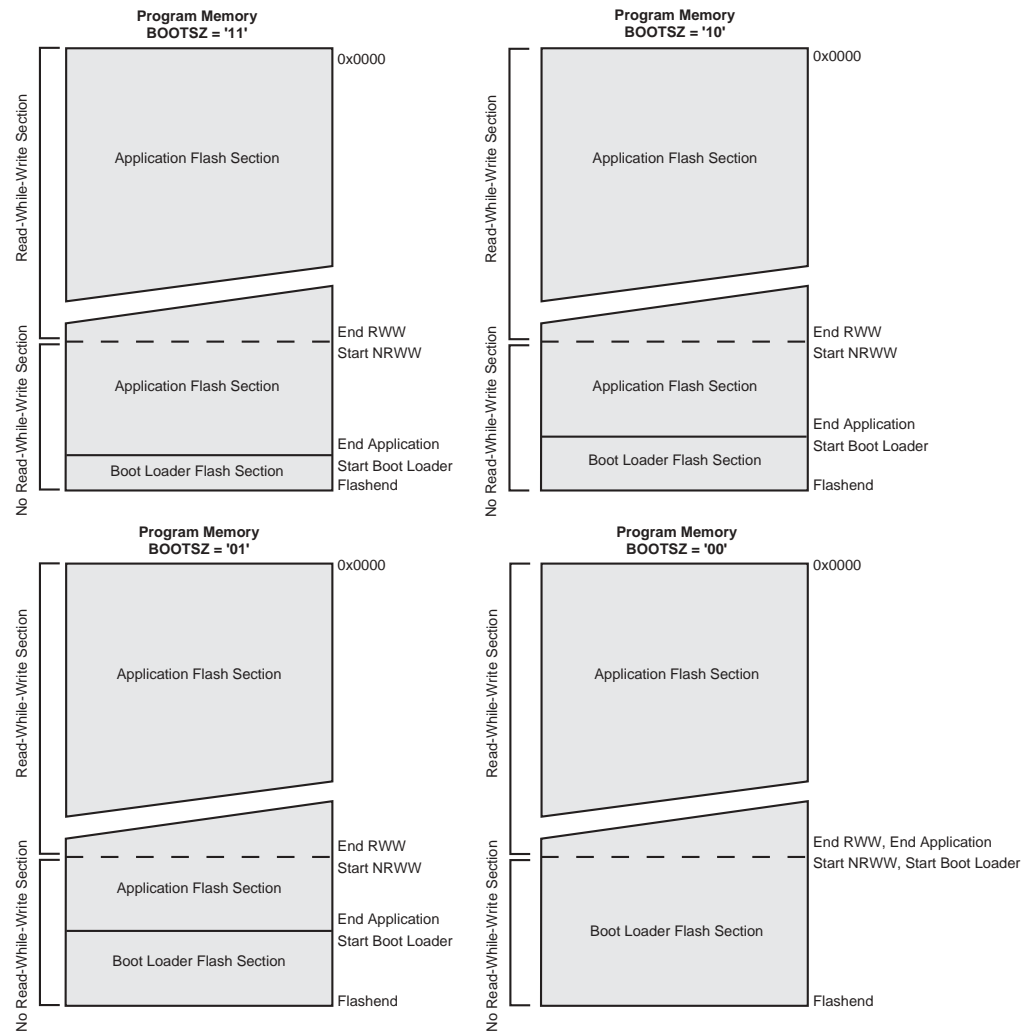 Program Memory
BOOTSZ = '11'
0x0000
Read-While-Write Section
Application Flash Section
End RWW
Start NRWW
No Read-While-Write Section
Application Flash Section
End Application
Start Boot Loader
Boot Loader Flash Section
Flashend
Program Memory
BOOTSZ = '10'
0x0000
Read-While-Write Section
Application Flash Section
End RWW
Start NRWW
No Read-While-Write Section
Application Flash Section
End Application
Start Boot Loader
Boot Loader Flash Section
Flashend
Program Memory
BOOTSZ = '01'
0x0000
Read-While-Write Section
Application Flash Section
End RWW
Start NRWW
No Read-While-Write Section
Application Flash Section
End Application
Start Boot Loader
Boot Loader Flash Section
Flashend
Program Memory
BOOTSZ = '00'
0x0000
Read-While-Write Section
Application Flash Section
End RWW, End Application
Start NRWW, Start Boot Loader
No Read-While-Write Section
Boot Loader Flash Section
Flashend